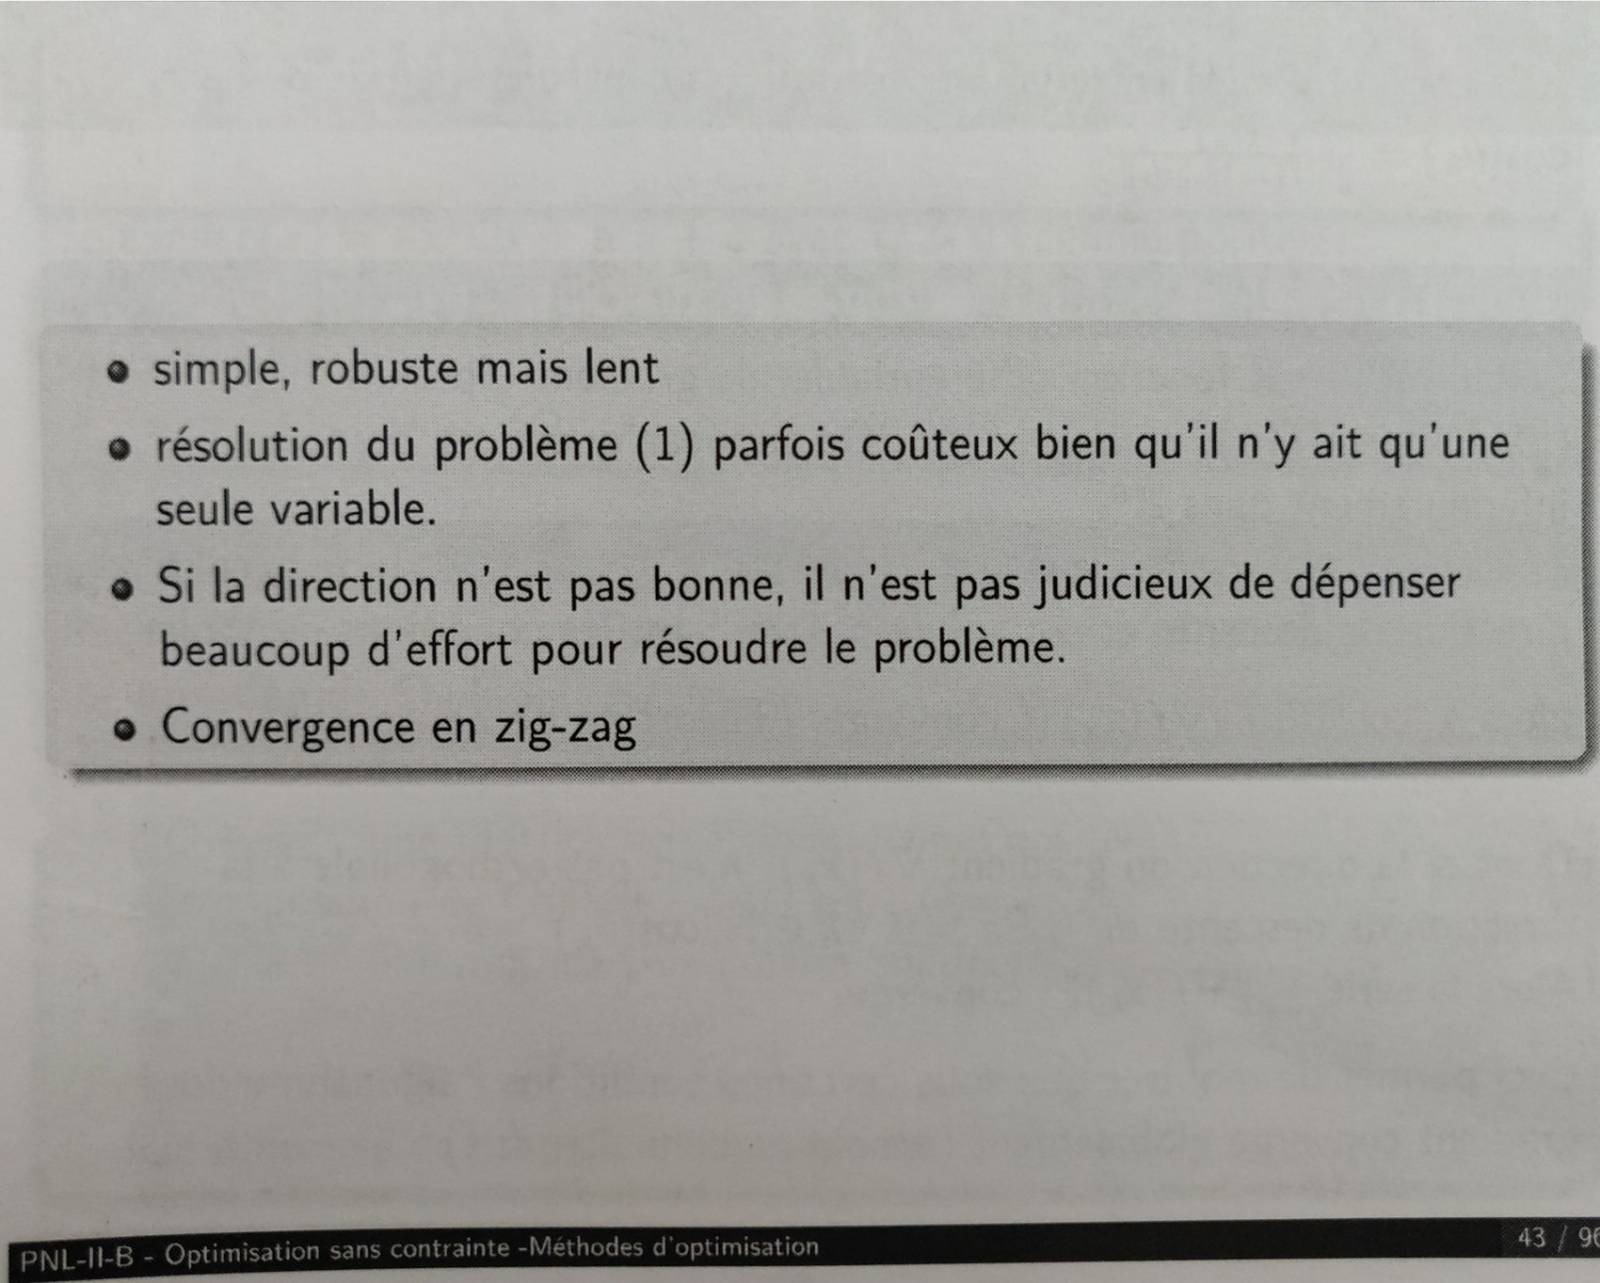 simple, robuste mais lent
résolution du problème (1) parfois coûteux bien qu'il n'y ait qu'une
seule variable.
Si la direction n'est pas bonne, il n'est pas judicieux de dépenser
beaucoup d'effort pour résoudre le problème.
Convergence en zig-zag
PNL-II-B - Optimisation sans contrainte -Méthodes d'optimisation
43 / 96